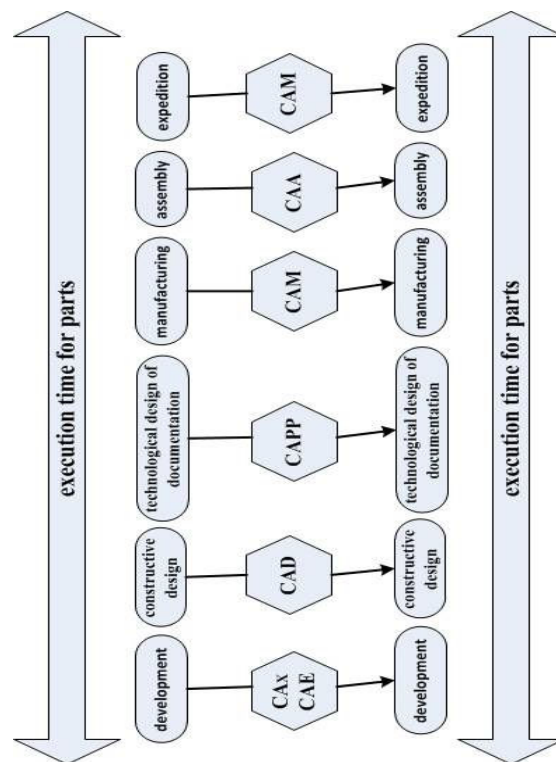 execution time for parts
development
constructive
design
technological design of
documentation
manufacturing
assembly
expedition
CAx
CAE
CAD
CAPP
CAM
CAA
CAM
development
constructive
design
technological design of
documentation
manufacturing
assembly
expedition
execution time for parts